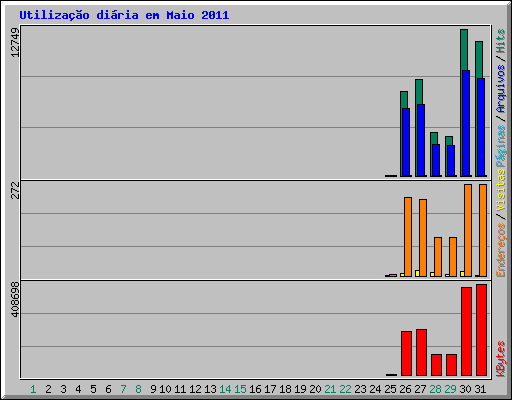 Utilização diária em Maio 2011
12749
272
408698
Endereços / Visitas Páginas / Arquivos / Hits
KBytes
1 2 3 4 5 6 7 8 9 10 11 12 13 14 15 16 17 18 19 20 21 22 23 24 25 26 27 28 29 30 31